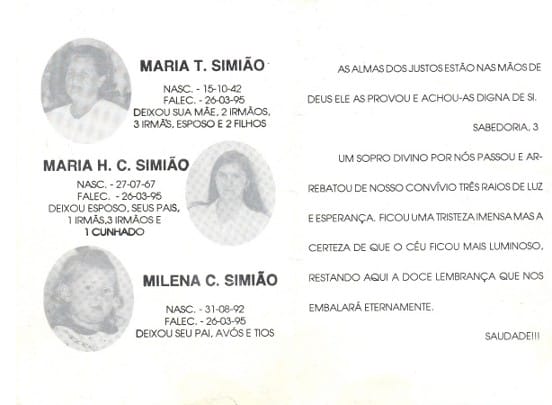 MARIA T. SIMIÃO
NASC. - 15-10-42
FALEC. - 26-03-95
DEIXOU SUA MÃE, 2 IRMÃOS,
3 IRMÃS, ESPOSO E 2 FILHOS
MARIA H. C. SIMIÃO
NASC. - 27-07-67
FALEC. - 26-03-95
DEIXOU ESPOSO, SEUS PAIS,
1 IRMÃS,3 IRMÃOS E
1 CUNHADO
MILENA C. SIMIÃO
NASC. - 31-08-92
FALEC. - 26-03-95
DEIXOU SEU PAI, AVÓS E TIOS
AS ALMAS DOS JUSTOS ESTÃO NAS MÃOS DE
DEUS ELE AS PROVOU E ACHOU-AS DIGNA DE SI.
SABEDORIA, 3
UM SOPRO DIVINO POR NÓS PASSOU E AR-
REBATOU DE NOSSO CONVÍVIO TRÊS RAIOS DE LUZ
E ESPERANÇA. FICOU UMA TRISTEZA IMENSA MAS A
CERTEZA DE QUE O CÉU FICOU MAIS LUMINOSO,
RESTANDO AQUI A DOCE LEMBRANÇA QUE NOS
EMBALARÁ ETERNAMENTE.
SAUDADE!!!